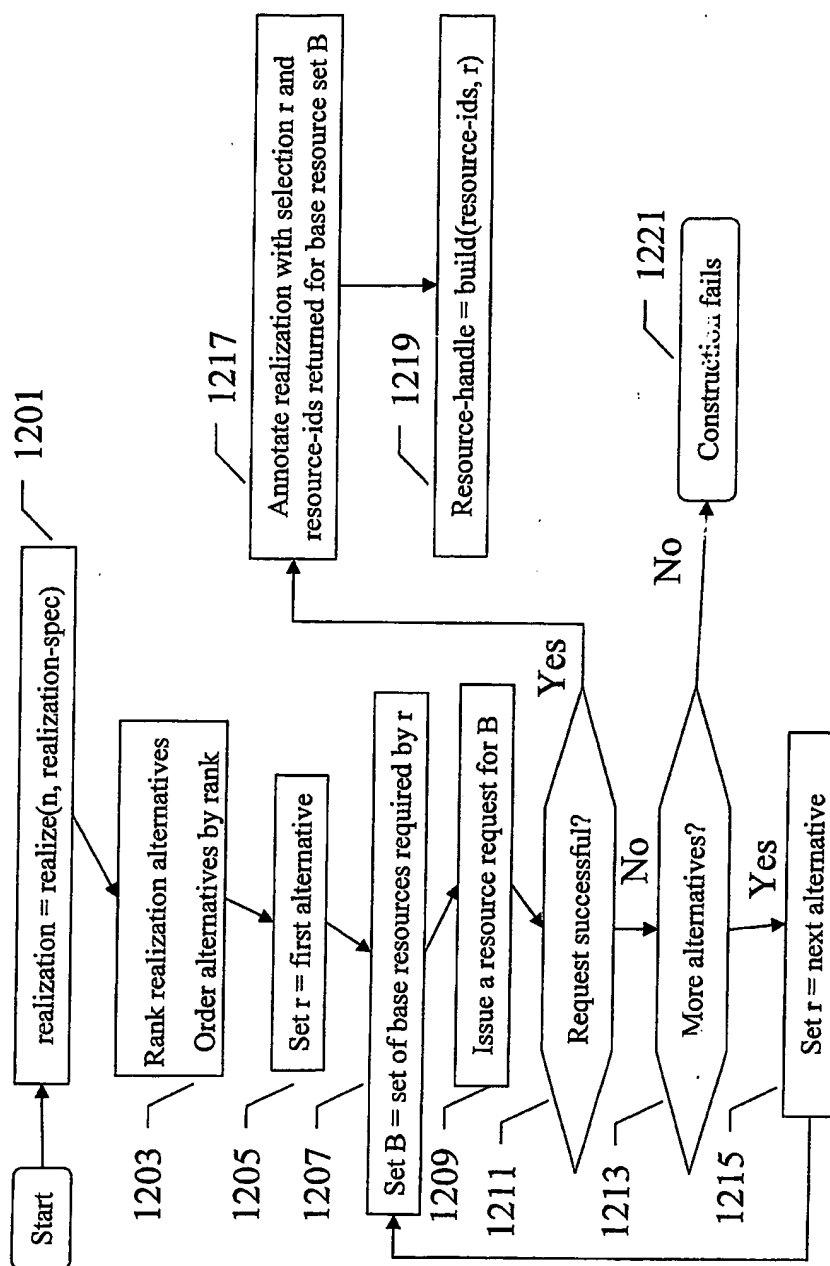 Start
realization = realize(n, realization-spec)
1201
1203
Rank realization alternatives
Order alternatives by rank
1205
Set r = first alternative
1207
Set B = set of base resources required by r
1209
Issue a resource request for B
1211
Request successful?
Yes
No
1213
More alternatives?
No
Yes
1215
Set r = next alternative
1217
Annotate realization with selection r and
resource-ids returned for base resource set B
1219
Resource-handle = build(resource-ids, r)
1221
Construction fails